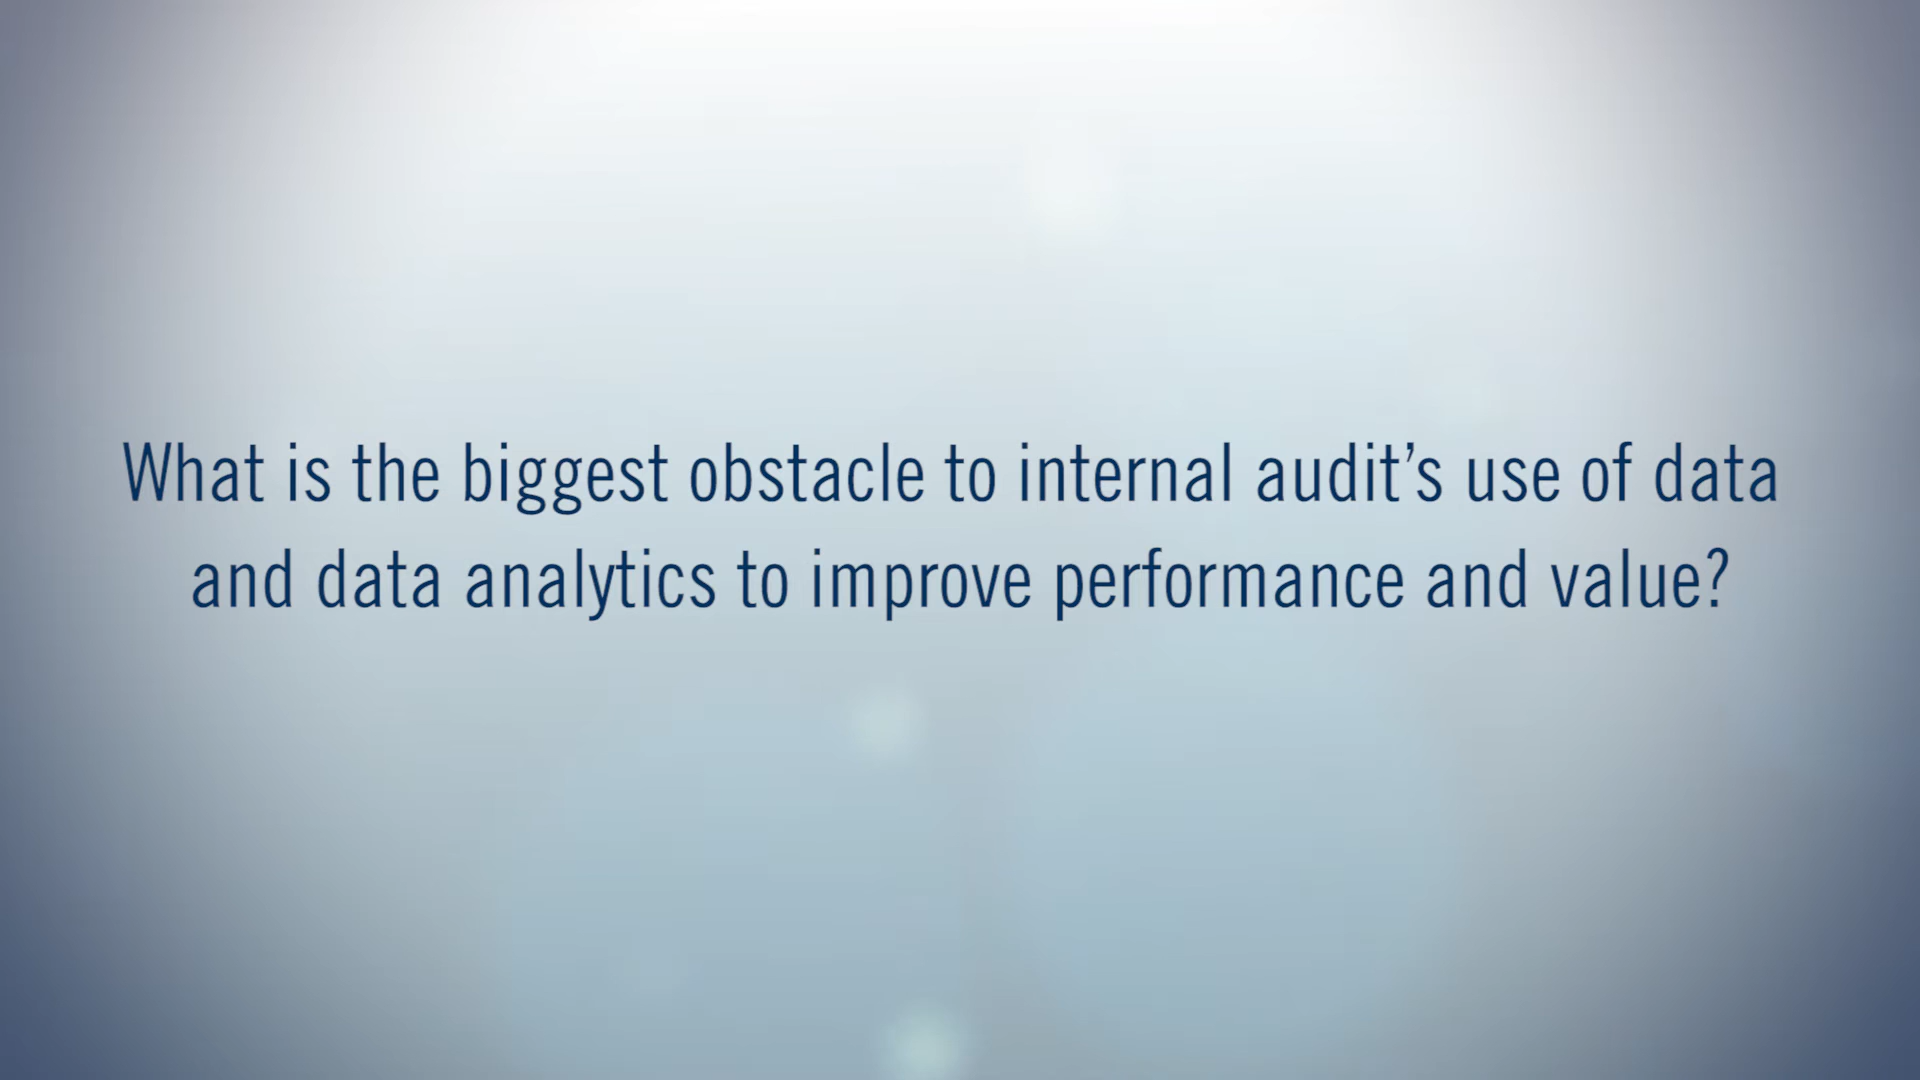 What is the biggest obstacle to internal audit’s use of data
and data analytics to improve performance and value?